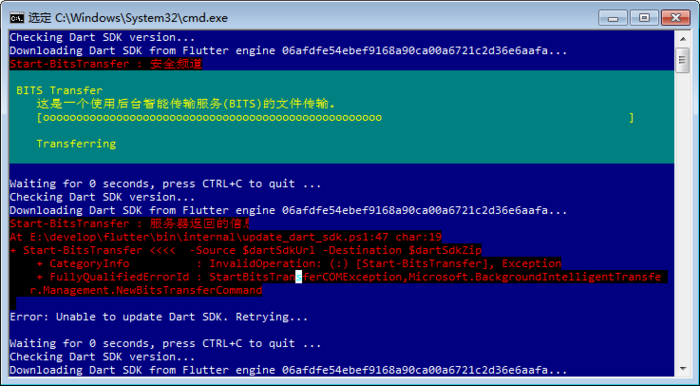 选定 C:\Windows\System32\cmd.exe
Checking Dart SDK version...
Downloading Dart SDK from Flutter engine 06afdfe54ebef9168a90ca00a6721c2d36e6aafa...
Start-BitsTransfer : 安全频道
BITS Transfer
这是一个使用后台智能传输服务(BITS)的文件传输。
[ooooooooooooooooooooooooooooooooooooooooooooooooooo ]
Transferring
Waiting for 0 seconds, press CTRL+C to quit ...
Checking Dart SDK version...
Downloading Dart SDK from Flutter engine 06afdfe54ebef9168a90ca00a6721c2d36e6aafa...
Start-BitsTransfer : 服务器返回的信息
At E:\develop\flutter\bin\internal\update_dart_sdk.ps1:47 char:19
+ Start-BitsTransfer <<<< -Source $dartSdkUrl -Destination $dartSdkZip
+ CategoryInfo : InvalidOperation: (:) [Start-BitsTransfer], Exception
+ FullyQualifiedErrorId : StartBitsTransferCOMException,Microsoft.BackgroundIntelligentTransfe
r.Management.NewBitsTransferCommand
Error: Unable to update Dart SDK. Retrying...
Waiting for 0 seconds, press CTRL+C to quit ...
Checking Dart SDK version...
Downloading Dart SDK from Flutter engine 06afdfe54ebef9168a90ca00a6721c2d36e6aafa...